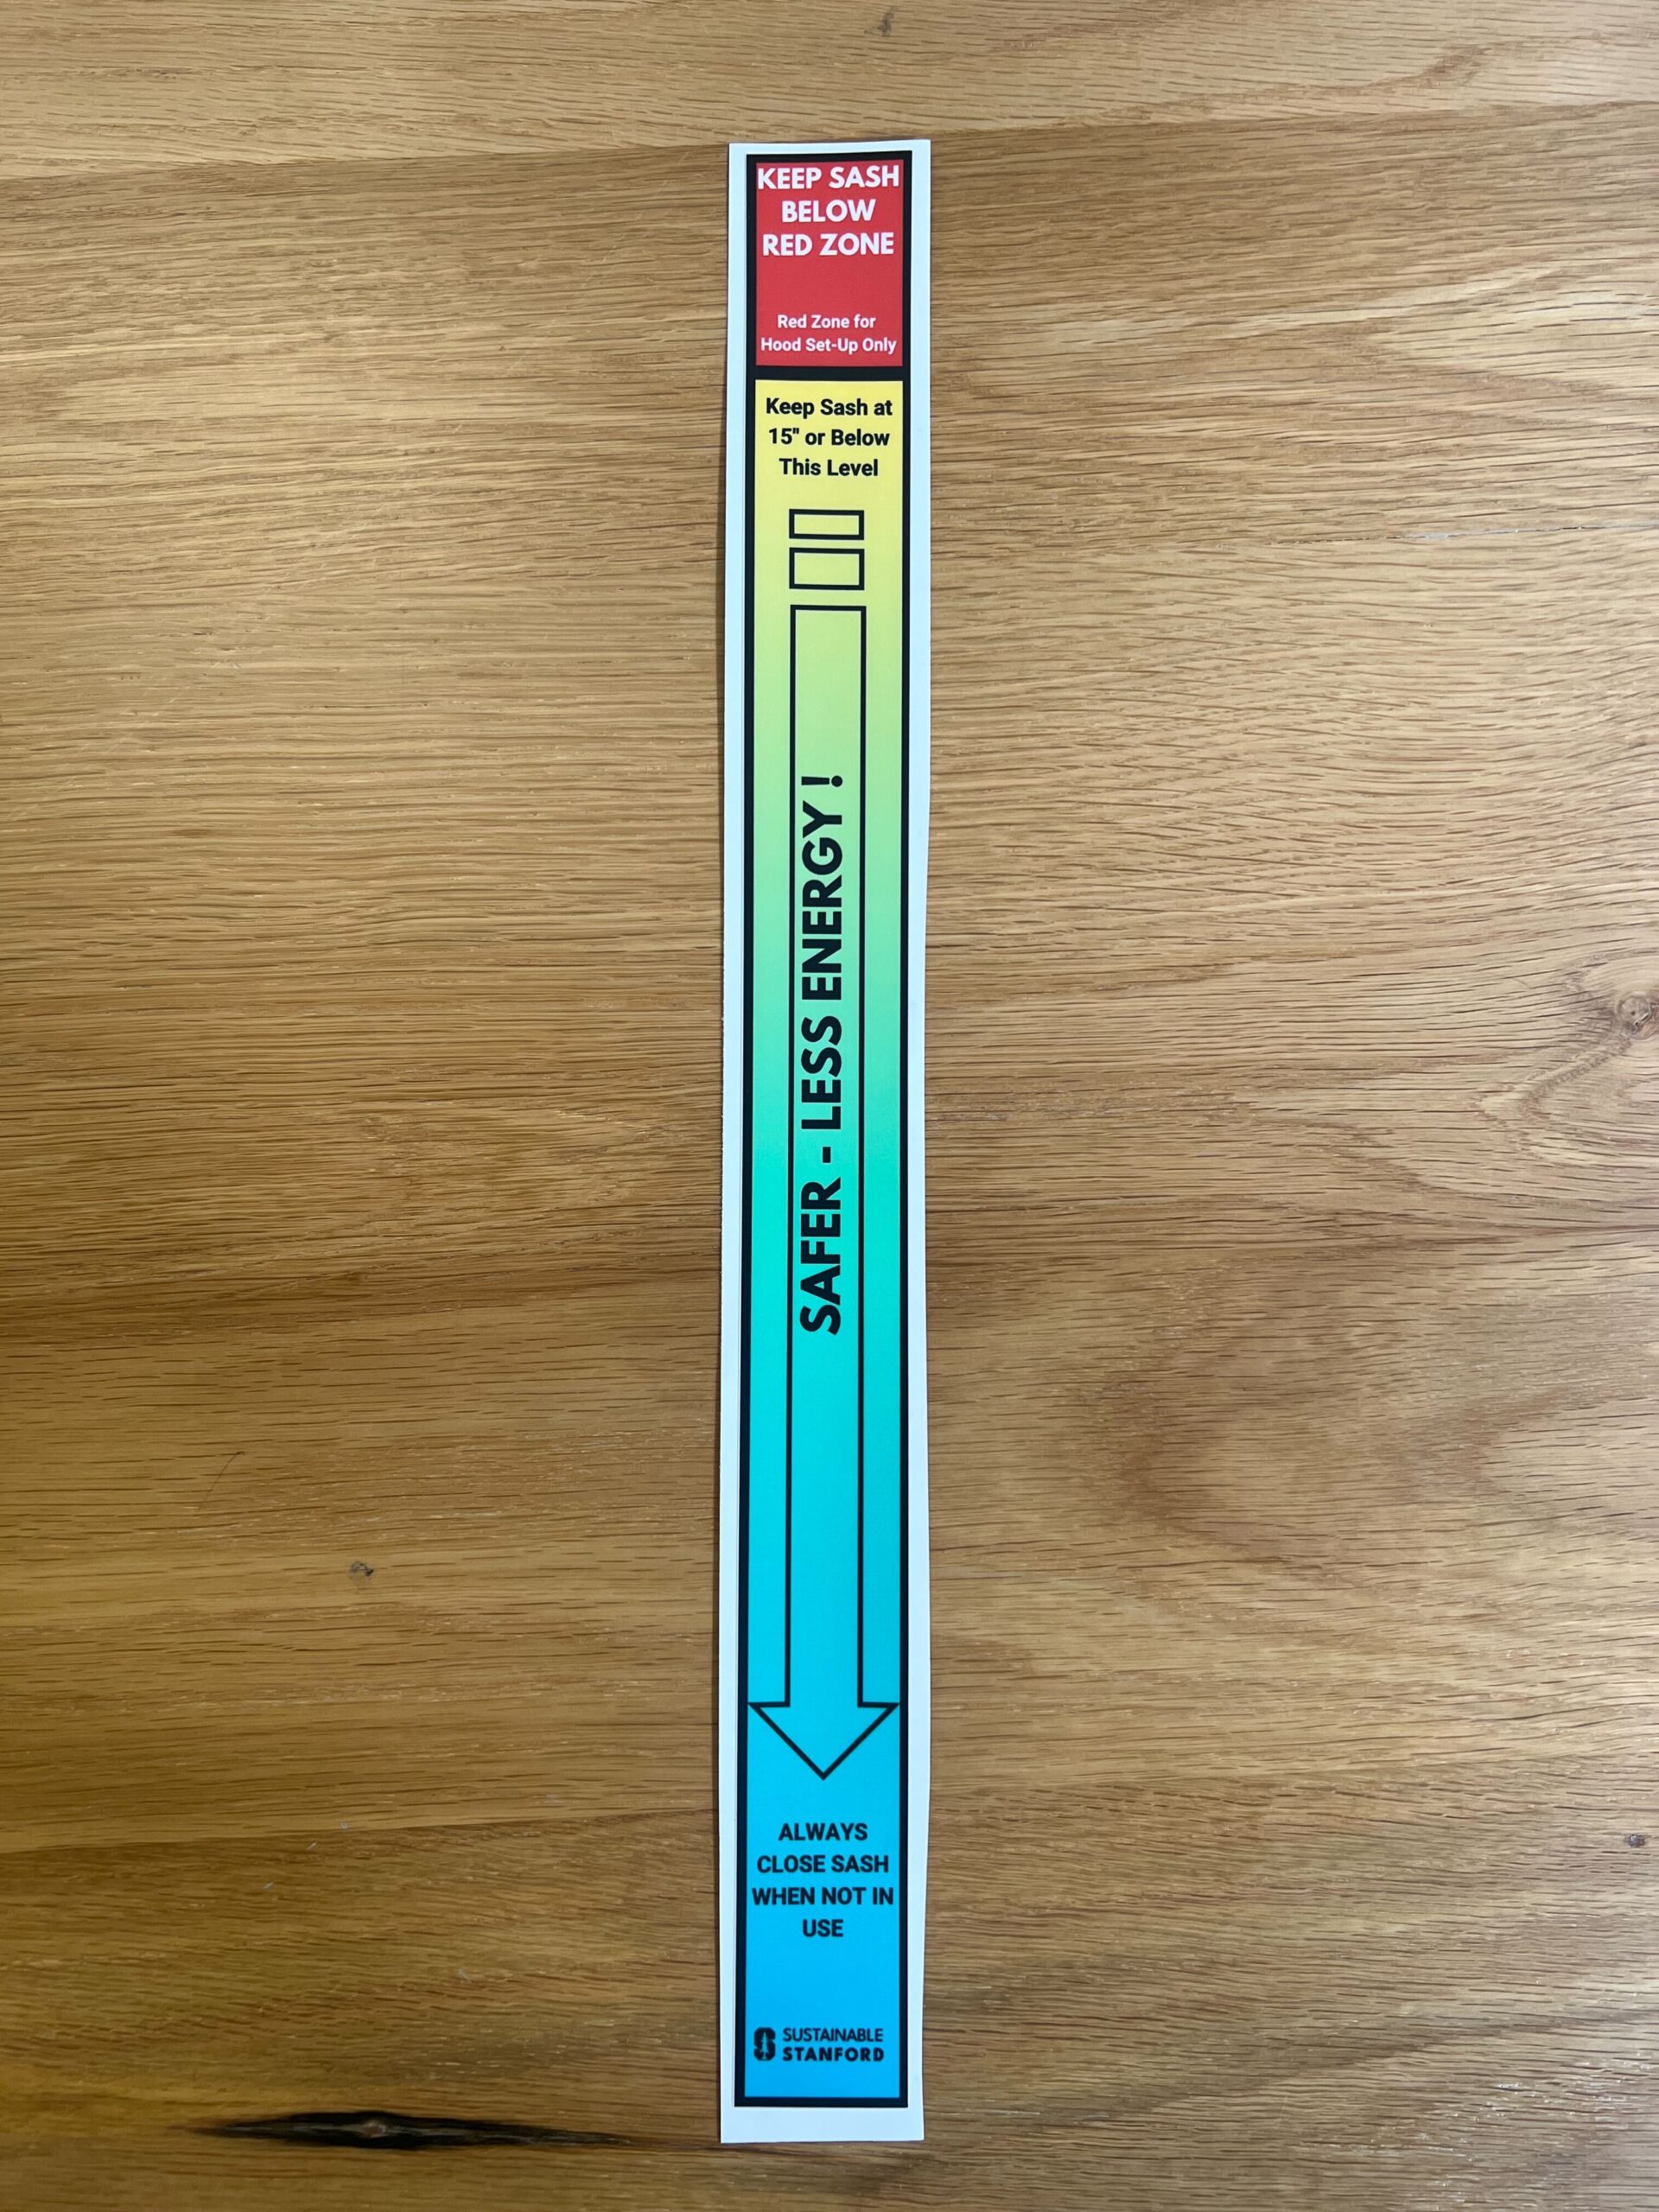 KEEP SASH
BELOW
RED ZONE
Red Zone for
Hood Set-Up Only
Keep Sash at
15" or Below
This Level
SAFER - LESS ENERGY !
ALWAYS
CLOSE SASH
WHEN NOT IN
USE
SUSTAINABLE
STANFORD